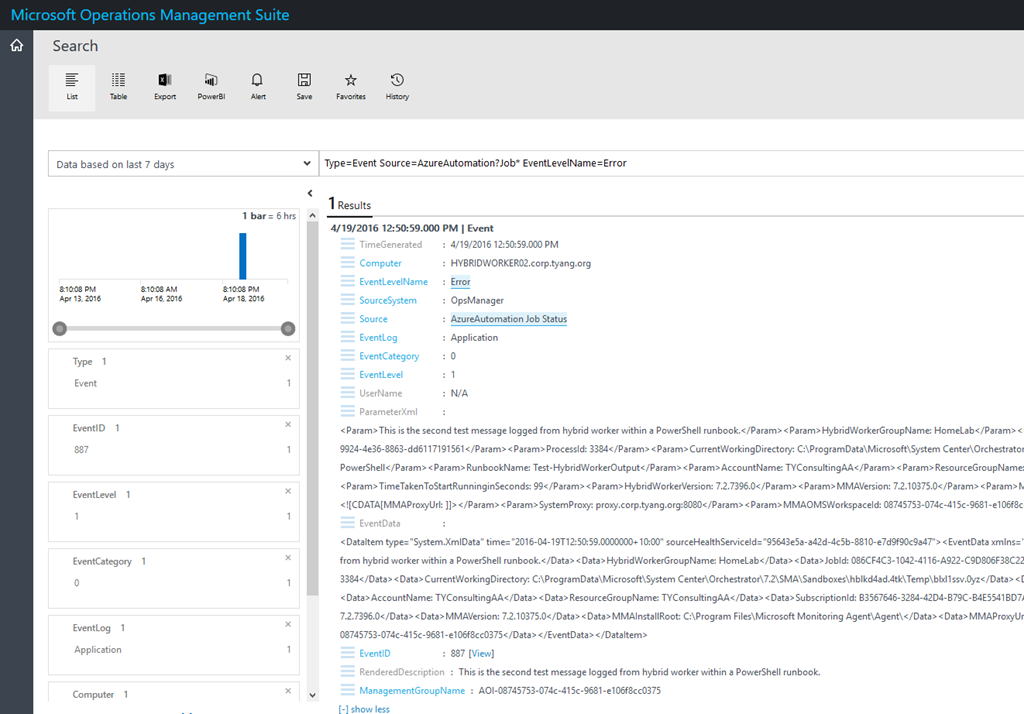 Microsoft Operations Management Suite
Search
List Table Export PowerBI Alert Save Favorites History
Data based on last 7 days
Type=Event Source=AzureAutomation?Job* EventLevelName=Error
1 bar = 6 hrs
8:10:08 PM 8:10:08 AM 8:10:08 PM
Apr 13, 2016 Apr 16, 2016 Apr 18, 2016
Type 1
Event 1
EventID 1
887 1
EventLevel 1
1 1
EventCategory 1
0 1
EventLog 1
Application 1
Computer 1
1 Results
4/19/2016 12:50:59.000 PM | Event
TimeGenerated : 4/19/2016 12:50:59.000 PM
Computer : HYBRIDWORKER02.corp.tyang.org
EventLevelName : Error
SourceSystem : OpsManager
Source : AzureAutomation Job Status
EventLog : Application
EventCategory : 0
EventLevel : 1
UserName : N/A
ParameterXml :
<Param>This is the second test message logged from hybrid worker within a PowerShell runbook.</Param><Param>HybridWorkerGroupName: HomeLab</Param><
9924-4e36-8863-dd6117191561</Param><Param>ProcessId: 3384</Param><Param>CurrentWorkingDirectory: C:\ProgramData\Microsoft\System Center\Orchestrator
PowerShell</Param><Param>RunbookName: Test-HybridWorkerOutput</Param><Param>AccountName: TYConsultingAA</Param><Param>ResourceGroupName:
<Param>TimeTakenToStartRunninginSeconds: 99</Param><Param>HybridWorkerVersion: 7.2.7396.0</Param><Param>MMAVersion: 7.2.10375.0</Param><Param>M
<![CDATA[MMAProxyUrl: ]]></Param><Param>SystemProxy: proxy.corp.tyang.org:8080</Param><Param>MMAOMSWorkspaceId: 08745753-074c-415c-9681-e106f8c
EventData :
<DataItem type="System.XmlData" time="2016-04-19T12:50:59.0000000+10:00" sourceHealthServiceId="95643e5a-a42d-4c5b-8810-e7d9f90c9a47"><EventData xmlns="
from hybrid worker within a PowerShell runbook.</Data><Data>HybridWorkerGroupName: HomeLab</Data><Data>JobId: 086CF4C3-1042-4116-A922-C9D806F38C22
3384</Data><Data>CurrentWorkingDirectory: C:\ProgramData\Microsoft\System Center\Orchestrator\7.2\SMA\Sandboxes\hblkd4ad.4tk\Temp\blxl1ssv.0yz</Data><D
<Data>AccountName: TYConsultingAA</Data><Data>ResourceGroupName: TYConsultingAA</Data><Data>SubscriptionId: B3567646-3284-42D4-B79C-B4E5541BD7A
7.2.7396.0</Data><Data>MMAVersion: 7.2.10375.0</Data><Data>MMAInstallRoot: C:\Program Files\Microsoft Monitoring Agent\Agent\</Data><Data>MMAProxyUr
08745753-074c-415c-9681-e106f8cc0375</Data></EventData></DataItem>
EventID : 887 [View]
RenderedDescription : This is the second test message logged from hybrid worker within a PowerShell runbook.
ManagementGroupName : AOI-08745753-074c-415c-9681-e106f8cc0375
[-] show less